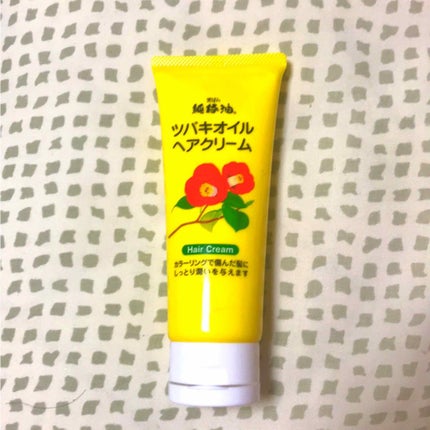 純椿油
ツバキオイル
ヘアクリーム
Hair Cream
カラーリングで傷んだ髪に
しっとり潤いを与えます